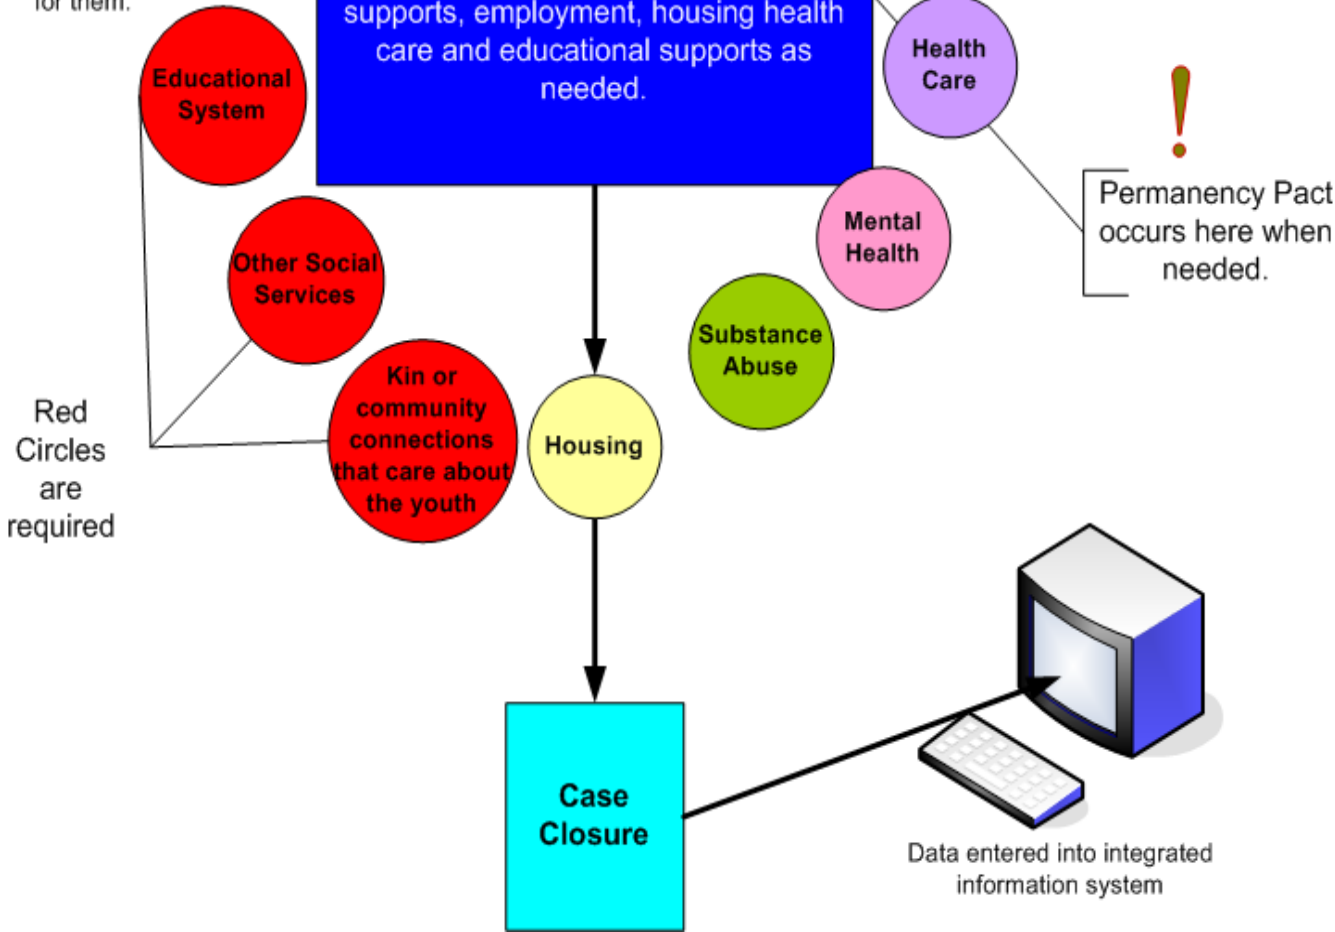 for them.
supports, employment, housing health
care and educational supports as
needed.
Health
Care
Educational
System
Permanency Pact
occurs here when
needed.
Mental
Health
Other Social
Services
Substance
Abuse
Kin or
community
connections
that care about
the youth
Housing
Red
Circles
are
required
Case
Closure
Data entered into integrated
information system